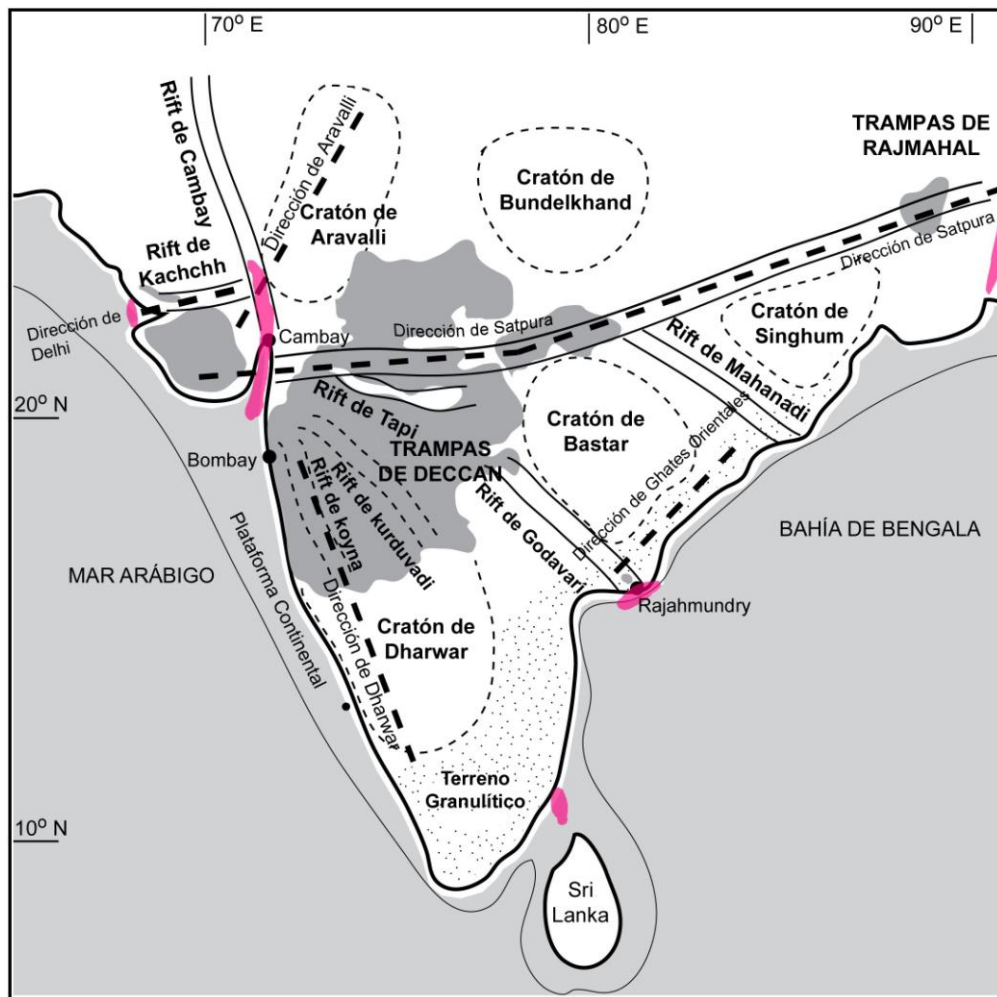 70º E
80º E
90º E
Rift de Cambay
Dirección de Aravalli
Cratón de
Aravalli
Cratón de
Bundelkhand
TRAMPAS DE
RAJMAHAL
Rift de
Kachchh
Dirección de
Delhi
Cambay
Dirección de Satpura
Dirección de Satpura
Cratón de
Singhum
Rift de Mahanadi
20º N
Rift de Tapi
Cratón de
Bastar
Bombay
TRAMPAS
DE DECCAN
Rift de koyna
Rift de kurduvadi
Rift de Godavari
Dirección de Ghates Orientales
BAHÍA DE BENGALA
MAR ARÁBIGO
Plataforma Continental
Rajahmundry
Cratón de
Dharwar
Dirección de Dharwar
Terreno
Granulítico
10º N
Sri
Lanka